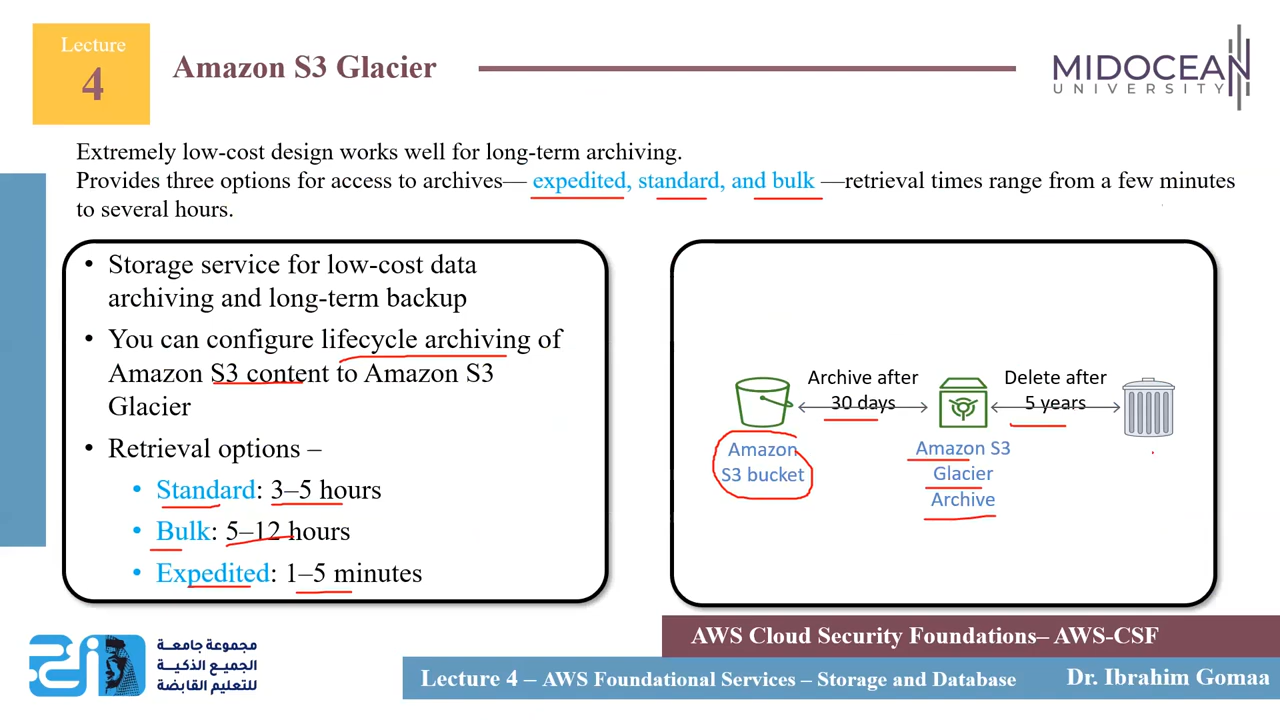 Lecture
4
Amazon S3 Glacier
MIDOCEAN
UNIVERSITY
Extremely low-cost design works well for long-term archiving.
Provides three options for access to archives— expedited, standard, and bulk —retrieval times range from a few minutes
to several hours.
• Storage service for low-cost data
archiving and long-term backup
• You can configure lifecycle archiving of
Amazon S3 content to Amazon S3
Glacier
• Retrieval options –
• Standard: 3–5 hours
• Bulk: 5–12 hours
• Expedited: 1–5 minutes
Archive after
30 days
Delete after
5 years
Amazon
S3 bucket
Amazon S3
Glacier
Archive
مجموعة جامعة
الجميع الذكية
للتعليم القابضة
AWS Cloud Security Foundations– AWS-CSF
Lecture 4 – AWS Foundational Services – Storage and Database
Dr. Ibrahim Gomaa